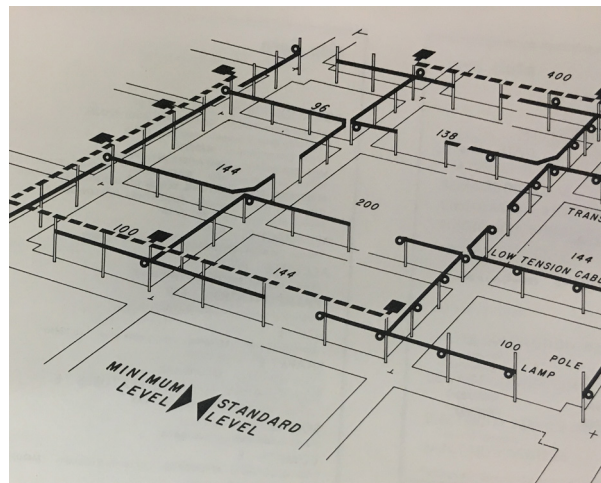 400
96
138
144
200
TRANS
100
144
144
LOW TENSION CABL
100
POLE
LAMP
MINIMUM
LEVEL
STANDARD
LEVEL